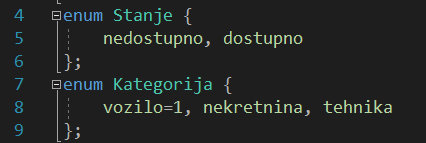 4 enum Stanje {
5 nedostupno, dostupno
6 };
7 enum Kategorija {
8 vozilo=1, nekretnina, tehnika
9 };